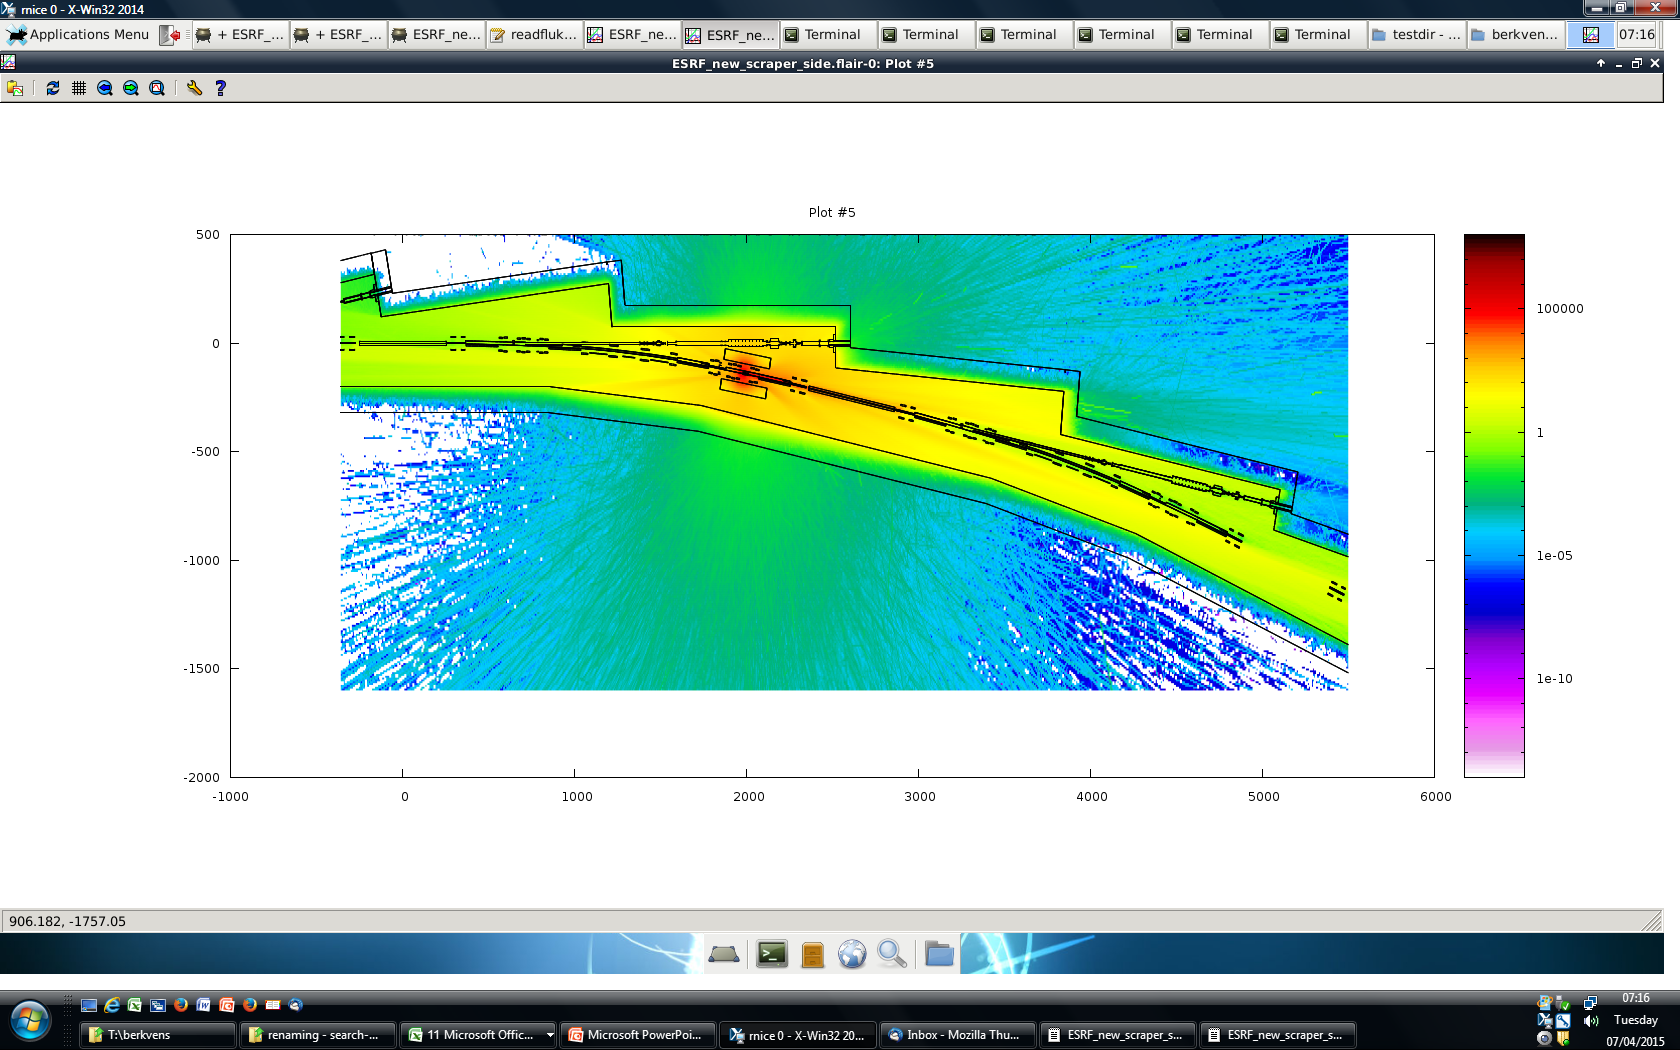 rnice 0 - X-Win32 2014
Applications Menu
+ ESRF_...
+ ESRF_...
ESRF_ne...
readfluk...
ESRF_ne...
ESRF_ne...
Terminal
Terminal
Terminal
Terminal
Terminal
Terminal
testdir - ...
berkven...
07:16
ESRF_new_scraper_side.flair-0: Plot #5
Plot #5
500
0
-500
-1000
-1500
-2000
-1000
0
1000
2000
3000
4000
5000
6000
100000
1
1e-05
1e-10
906.182, -1757.05
07:16
T:\berkvens
renaming - search-...
11 Microsoft Offic...
Microsoft PowerPoi...
rnice 0 - X-Win32 20...
Inbox - Mozilla Thu...
ESRF_new_scraper_s...
ESRF_new_scraper_s...
Tuesday
07/04/2015